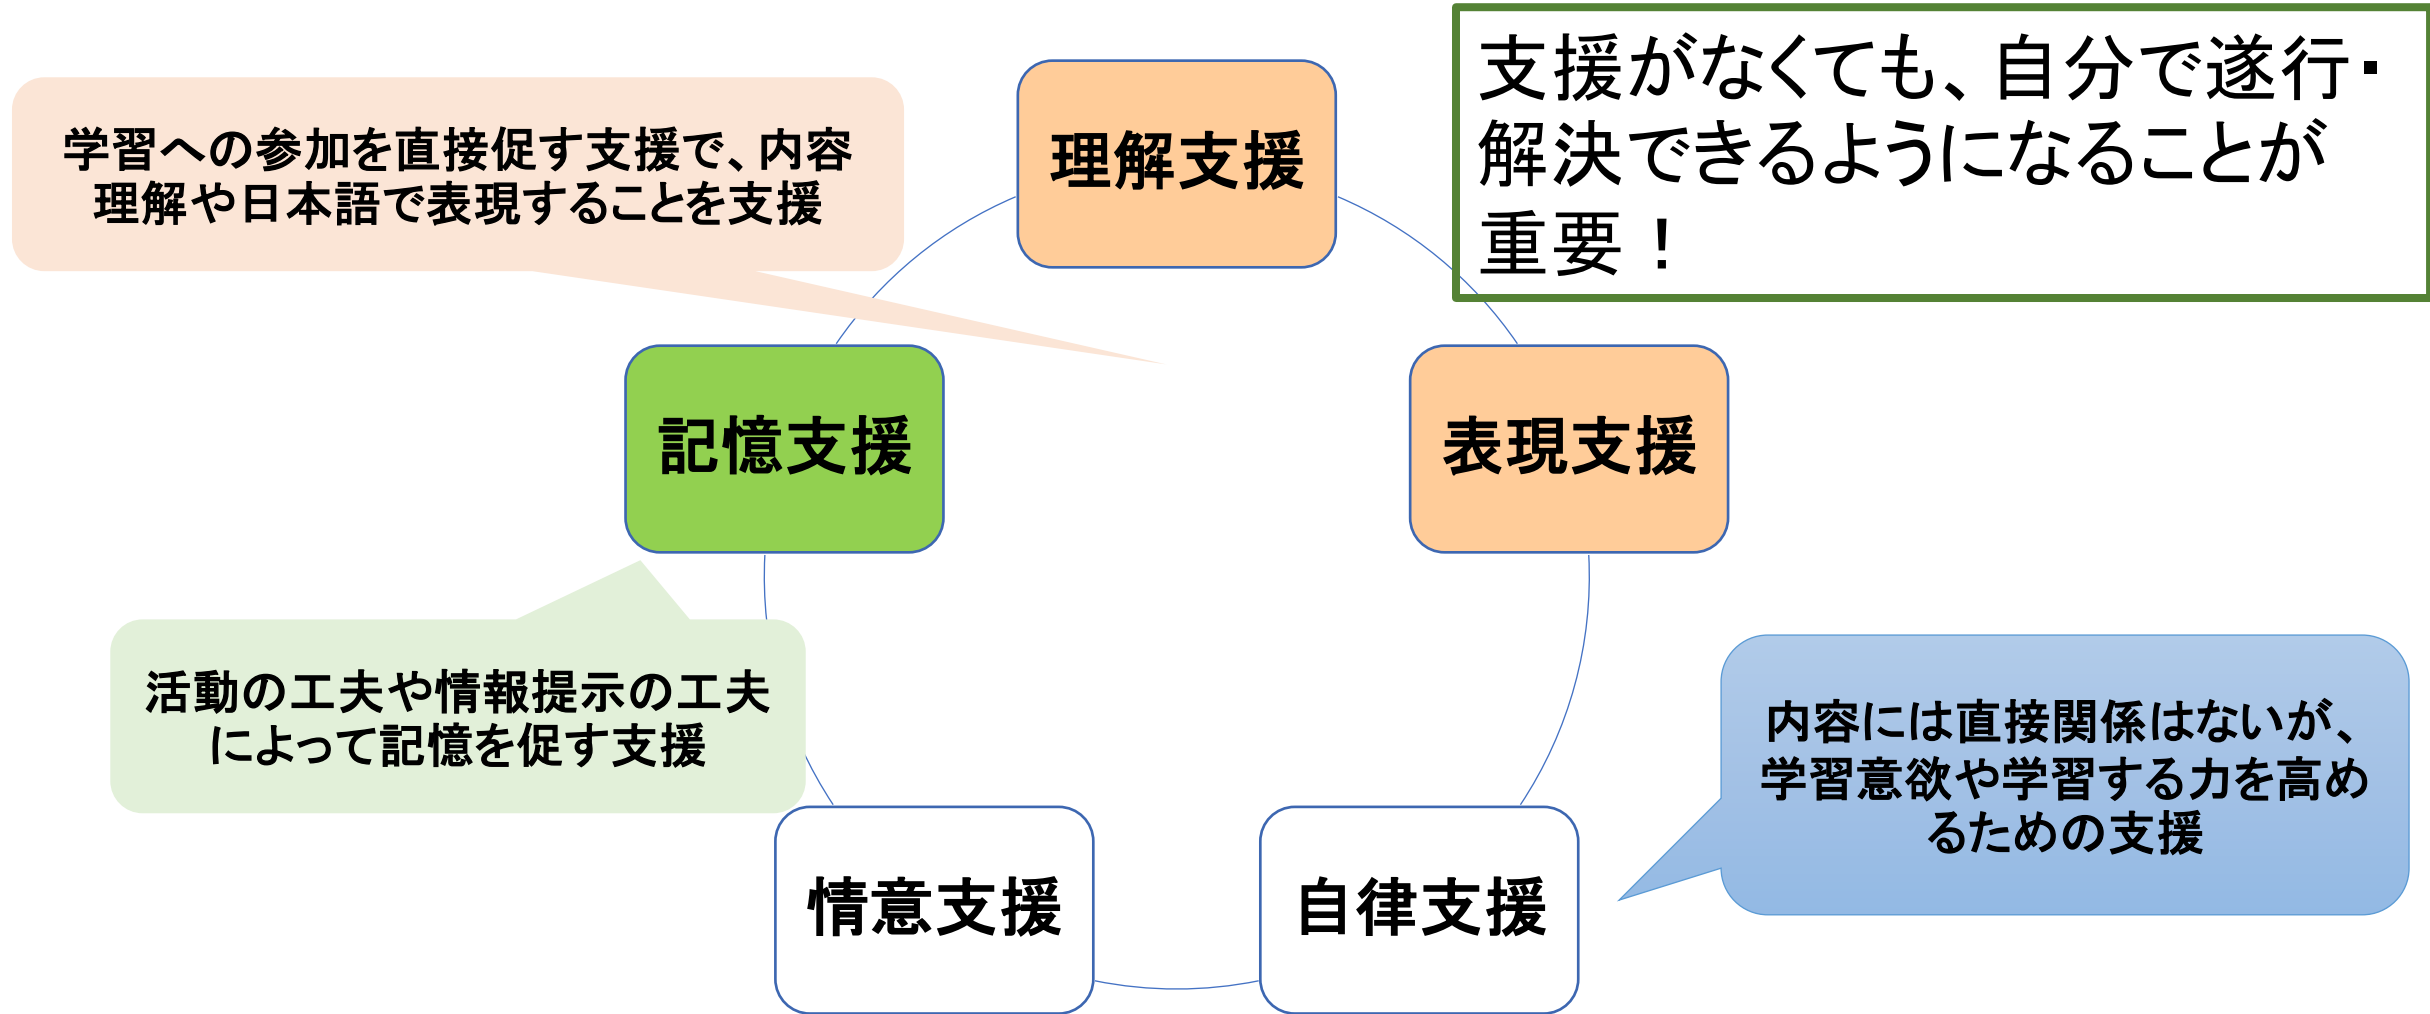 支援がなくても、自分で遂行・
解決できるようになることが
重要！
理解支援
学習への参加を直接促す支援で、内容
理解や日本語で表現することを支援
記憶支援
表現支援
活動の工夫や情報提示の工夫
によって記憶を促す支援
内容には直接関係はないが、
学習意欲や学習する力を高め
るための支援
情意支援
自律支援